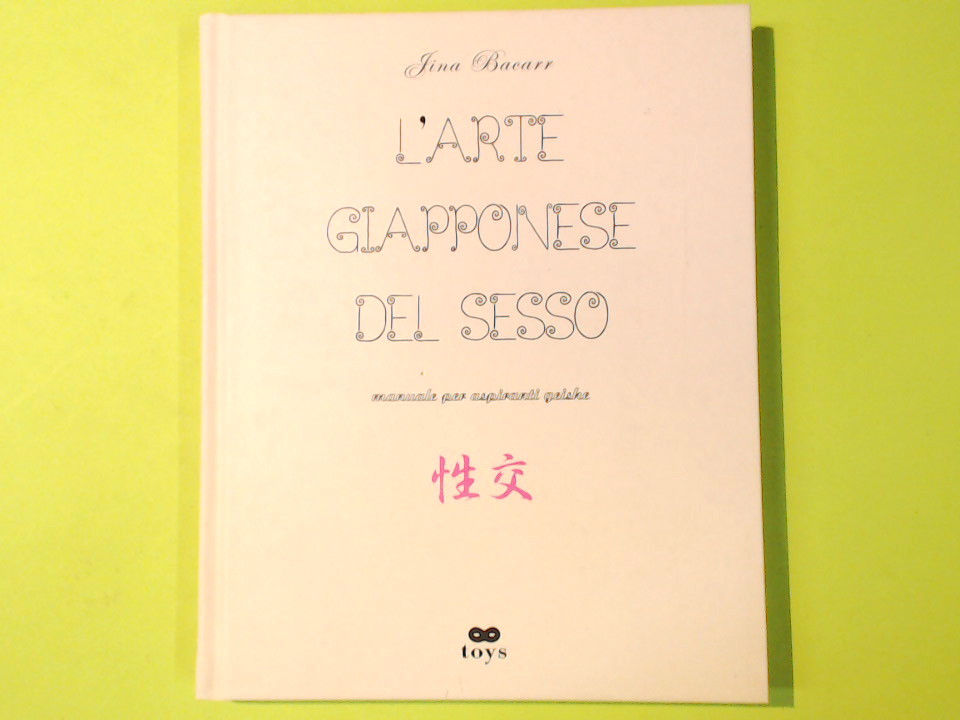 Jina Bacarr
L'ARTE
GIAPPONESE
DEL SESSO
manuale per aspiranti geishe
性交
toys